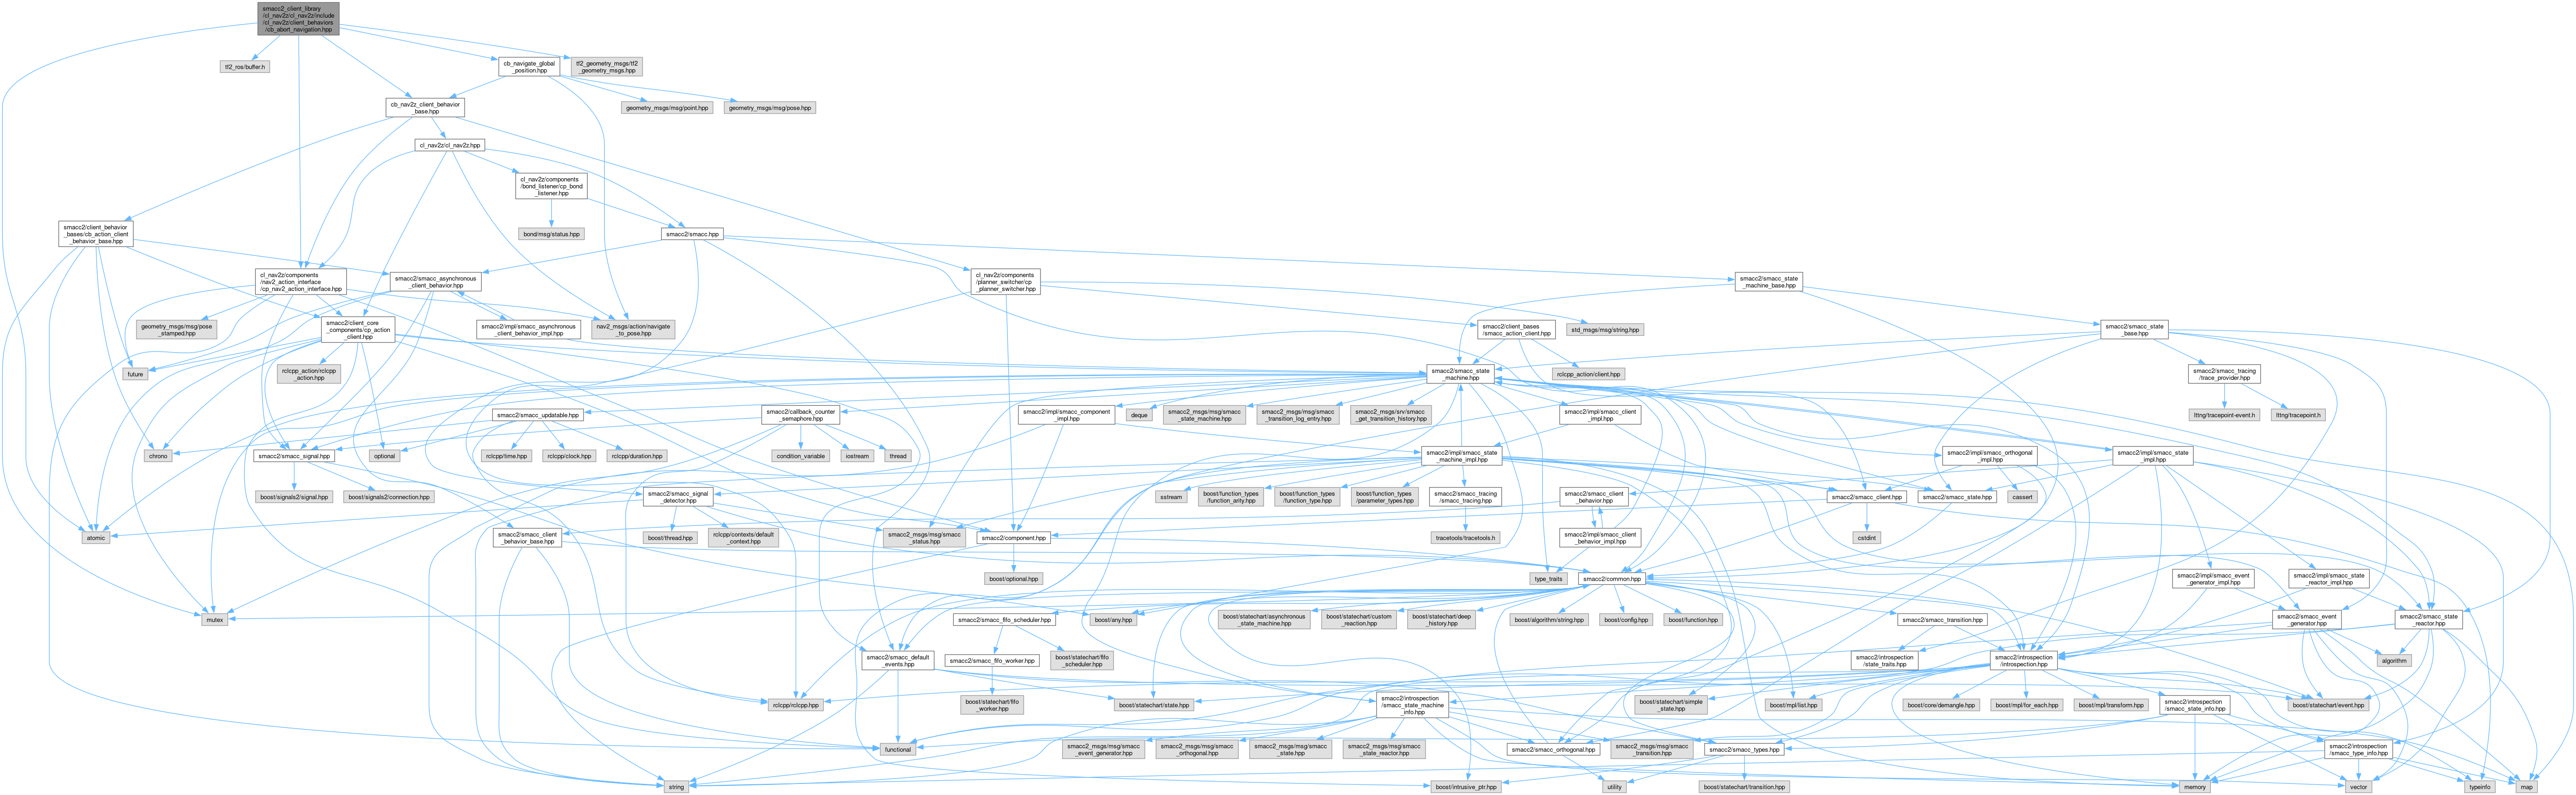 smacc2_client_library
/cl_nav2z/cl_nav2z/include
/cl_nav2z/client_behaviors
/cb_abort_navigation.hpp
tf2_ros/buffer.h
cb_navigate_global
_position.hpp
tf2_geometry_msgs/tf2
_geometry_msgs.hpp
cb_nav2z_client_behavior
_base.hpp
geometry_msgs/msg/point.hpp
geometry_msgs/msg/pose.hpp
cl_nav2z/cl_nav2z.hpp
cl_nav2z/components
/bond_listener/cp_bond
_listener.hpp
smacc2/client_behavior
_bases/cb_action_client
_behavior_base.hpp
bond/msg/status.hpp
smacc2/smacc.hpp
cl_nav2z/components
/nav2_action_interface
/cp_nav2_action_interface.hpp
smacc2/smacc_asynchronous
_client_behavior.hpp
cl_nav2z/components
/planner_switcher/cp
_planner_switcher.hpp
smacc2/smacc_state
_machine_base.hpp
geometry_msgs/msg/pose
_stamped.hpp
smacc2/client_core
_components/cp_action
_client.hpp
smacc2/impl/smacc_asynchronous
_client_behavior_impl.hpp
nav2_msgs/action/navigate
_to_pose.hpp
smacc2/client_bases
/smacc_action_client.hpp
std_msgs/msg/string.hpp
smacc2/smacc_state
_base.hpp
future
rclcpp_action/rclcpp
_action.hpp
smacc2/smacc_state
_machine.hpp
rclcpp_action/client.hpp
smacc2/smacc_tracing
/trace_provider.hpp
smacc2/smacc_updatable.hpp
smacc2/callback_counter
_semaphore.hpp
smacc2/impl/smacc_component
_impl.hpp
deque
smacc2_msgs/msg/smacc
_state_machine.hpp
smacc2_msgs/msg/smacc
_transition_log_entry.hpp
smacc2_msgs/srv/smacc
_get_transition_history.hpp
smacc2/impl/smacc_client
_impl.hpp
lttng/tracepoint-event.h
lttng/tracepoint.h
chrono
smacc2/smacc_signal.hpp
optional
rclcpp/time.hpp
rclcpp/clock.hpp
rclcpp/duration.hpp
condition_variable
iostream
thread
smacc2/impl/smacc_state
_machine_impl.hpp
smacc2/impl/smacc_orthogonal
_impl.hpp
smacc2/impl/smacc_state
_impl.hpp
boost/signals2/signal.hpp
boost/signals2/connection.hpp
smacc2/smacc_signal
_detector.hpp
sstream
boost/function_types
/function_arity.hpp
boost/function_types
/function_type.hpp
boost/function_types
/parameter_types.hpp
smacc2/smacc_tracing
/smacc_tracing.hpp
smacc2/smacc_client
_behavior.hpp
smacc2/smacc_client.hpp
smacc2/smacc_state.hpp
cassert
atomic
smacc2/smacc_client
_behavior_base.hpp
boost/thread.hpp
rclcpp/contexts/default
_context.hpp
smacc2_msgs/msg/smacc
_status.hpp
smacc2/component.hpp
tracetools/tracetools.h
smacc2/impl/smacc_client
_behavior_impl.hpp
cstdint
boost/optional.hpp
type_traits
smacc2/common.hpp
smacc2/impl/smacc_event
_generator_impl.hpp
smacc2/impl/smacc_state
_reactor_impl.hpp
mutex
smacc2/smacc_fifo_scheduler.hpp
boost/any.hpp
boost/statechart/asynchronous
_state_machine.hpp
boost/statechart/custom
_reaction.hpp
boost/statechart/deep
_history.hpp
boost/algorithm/string.hpp
boost/config.hpp
boost/function.hpp
smacc2/smacc_transition.hpp
smacc2/smacc_event
_generator.hpp
smacc2/smacc_state
_reactor.hpp
smacc2/smacc_default
_events.hpp
smacc2/smacc_fifo_worker.hpp
boost/statechart/fifo
_scheduler.hpp
smacc2/introspection
/state_traits.hpp
smacc2/introspection
/introspection.hpp
algorithm
rclcpp/rclcpp.hpp
boost/statechart/fifo
_worker.hpp
boost/statechart/state.hpp
smacc2/introspection
/smacc_state_machine
_info.hpp
boost/statechart/simple
_state.hpp
boost/mpl/list.hpp
boost/core/demangle.hpp
boost/mpl/for_each.hpp
boost/mpl/transform.hpp
smacc2/introspection
/smacc_state_info.hpp
boost/statechart/event.hpp
functional
smacc2_msgs/msg/smacc
_event_generator.hpp
smacc2_msgs/msg/smacc
_orthogonal.hpp
smacc2_msgs/msg/smacc
_state.hpp
smacc2_msgs/msg/smacc
_state_reactor.hpp
smacc2/smacc_orthogonal.hpp
smacc2_msgs/msg/smacc
_transition.hpp
smacc2/smacc_types.hpp
smacc2/introspection
/smacc_type_info.hpp
string
boost/intrusive_ptr.hpp
utility
boost/statechart/transition.hpp
memory
vector
typeinfo
map